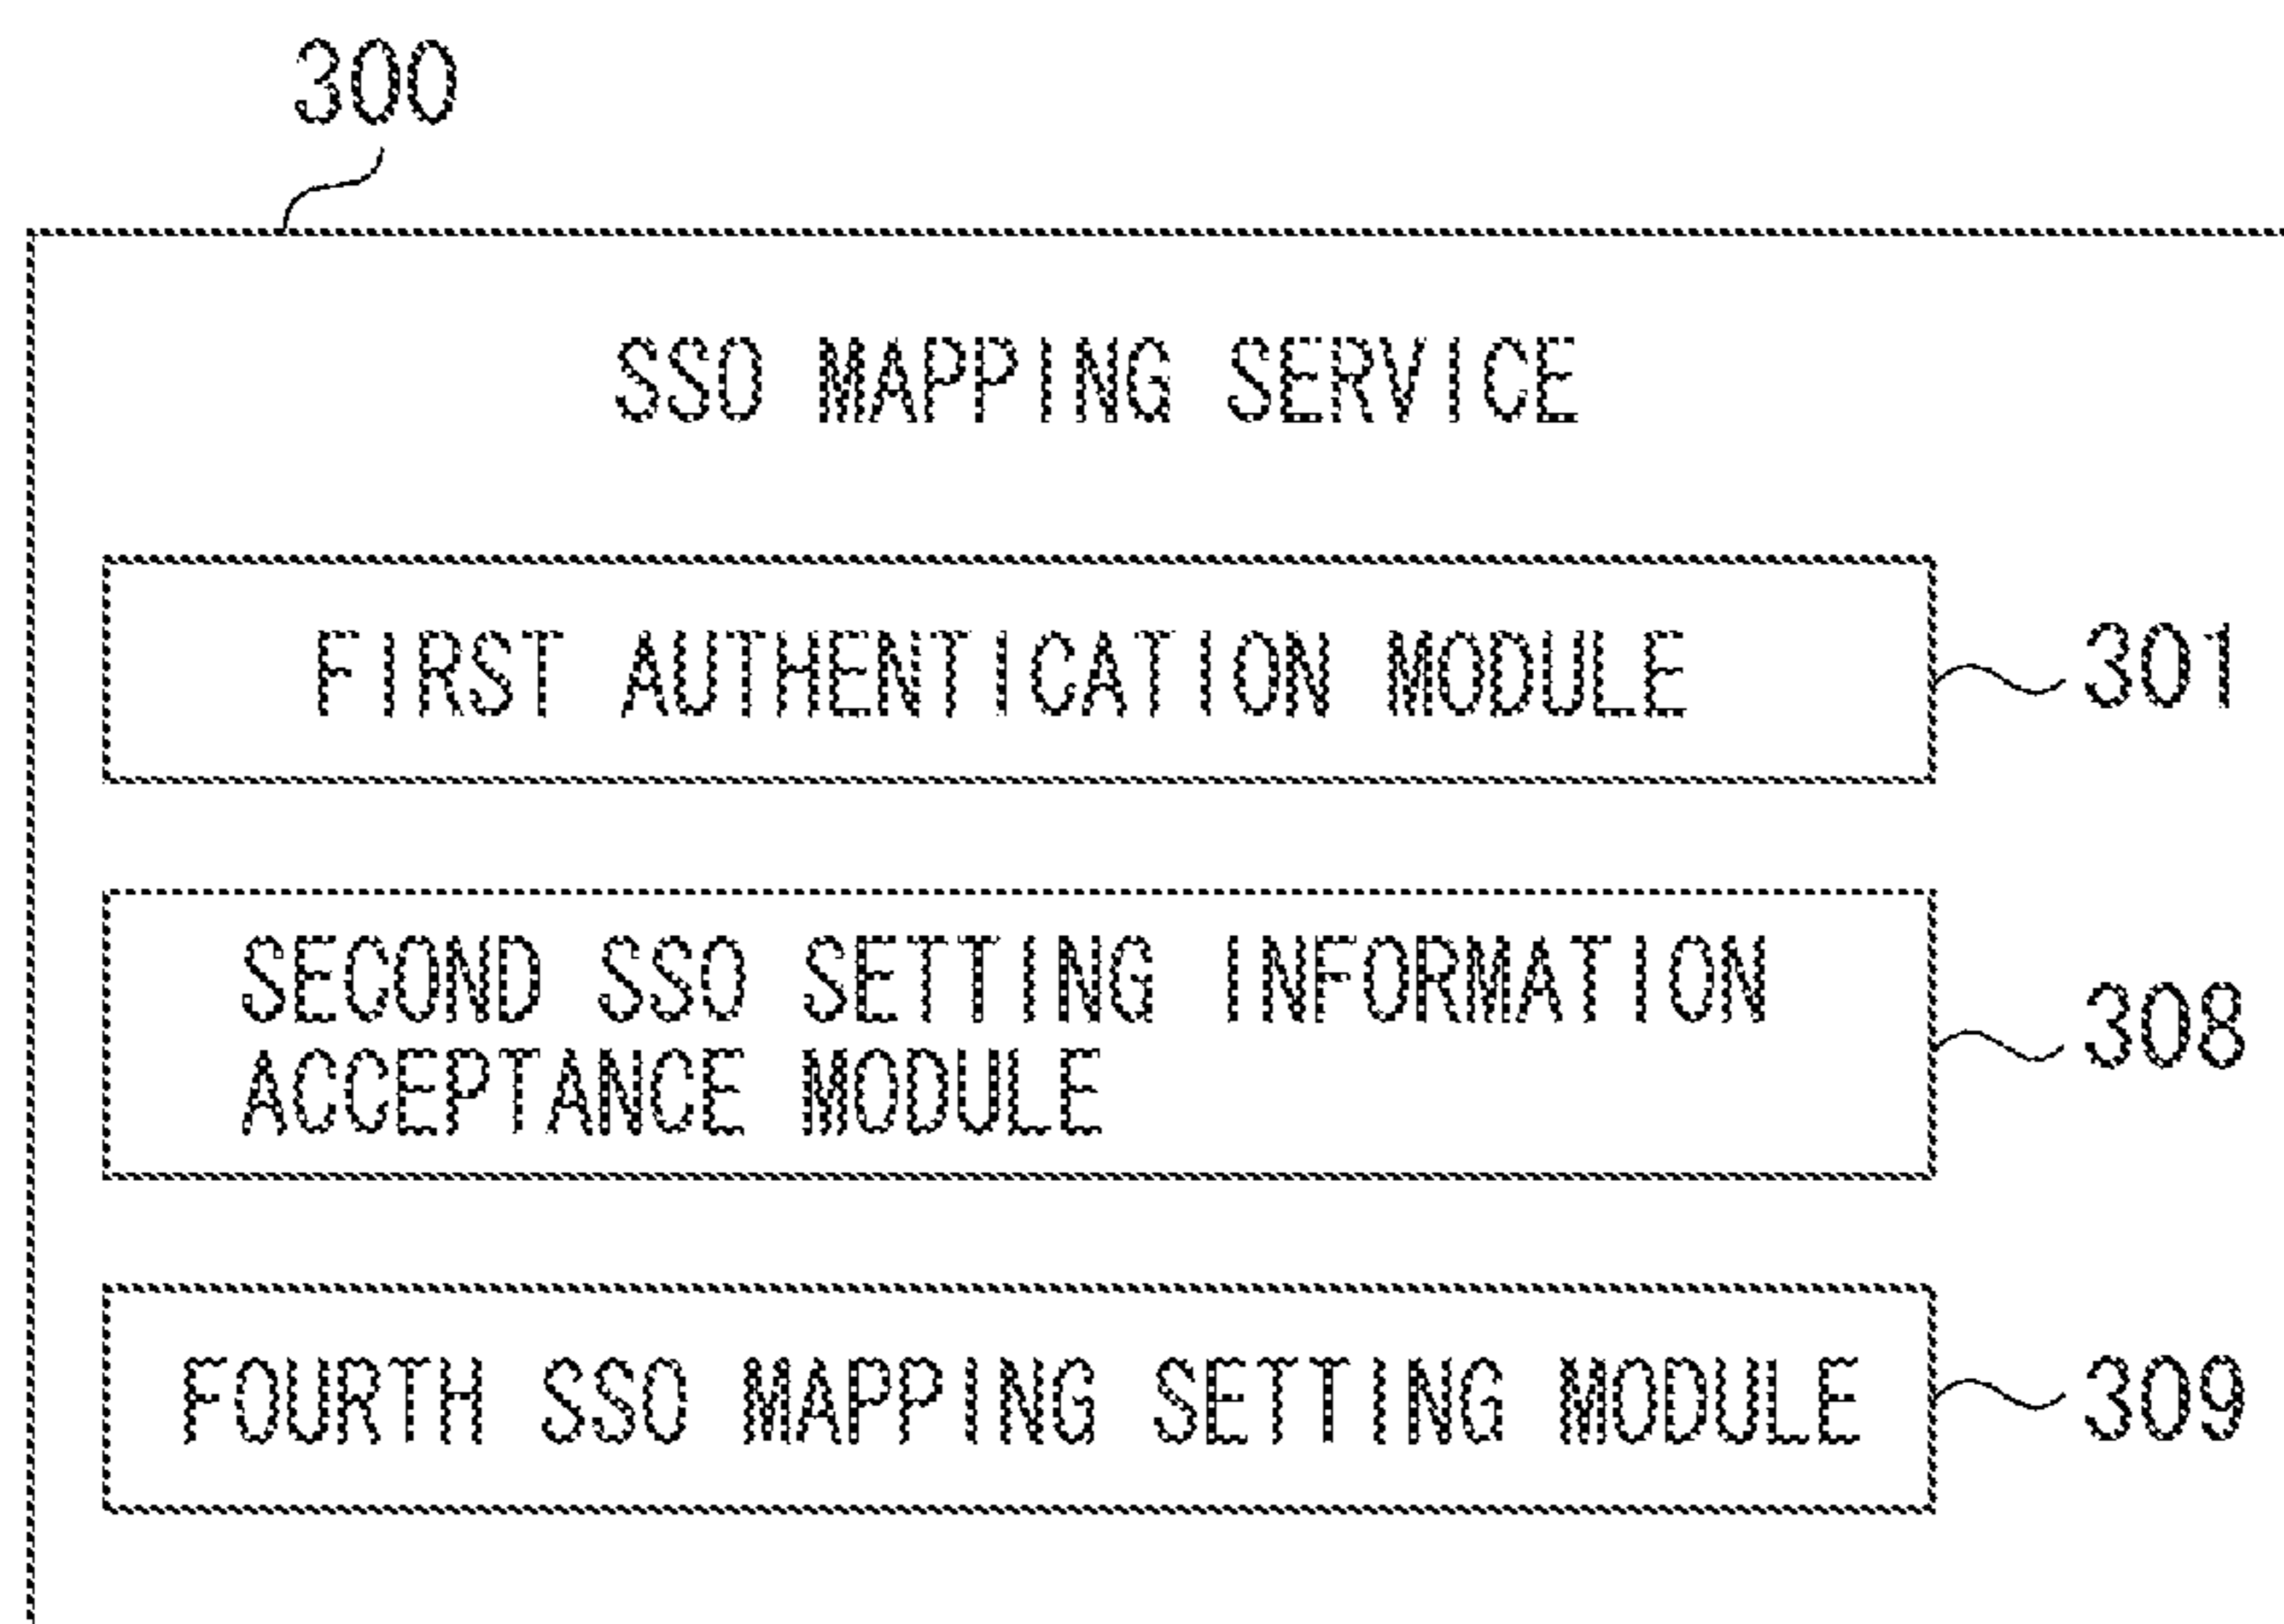 300
SSO MAPPING SERVICE
FIRST AUTHENTICATION MODULE
301
SECOND SSO SETTING INFORMATION
ACCEPTANCE MODULE
308
FOURTH SSO MAPPING SETTING MODULE
309